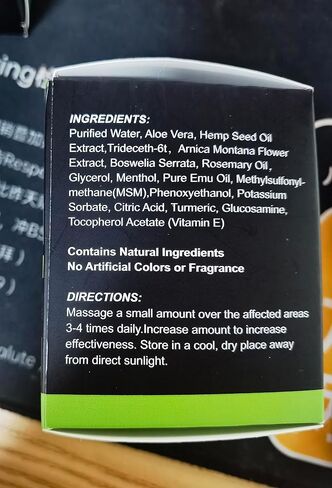 INGREDIENTS:
Purified Water, Aloe Vera, Hemp Seed Oil
Extract,Trideceth-6t, Arnica Montana Flower
Extract, Boswelia Serrata, Rosemary Oil,
Glycerol, Menthol, Pure Emu Oil, Methylsulfonyl-
methane(MSM),Phenoxyethanol, Potassium
Sorbate, Citric Acid, Turmeric, Glucosamine,
Tocopherol Acetate (Vitamin E)
Contains Natural Ingredients
No Artificial Colors or Fragrance
DIRECTIONS:
Massage a small amount over the affected areas
3-4 times daily.Increase amount to increase
effectiveness. Store in a cool, dry place away
from direct sunlight.